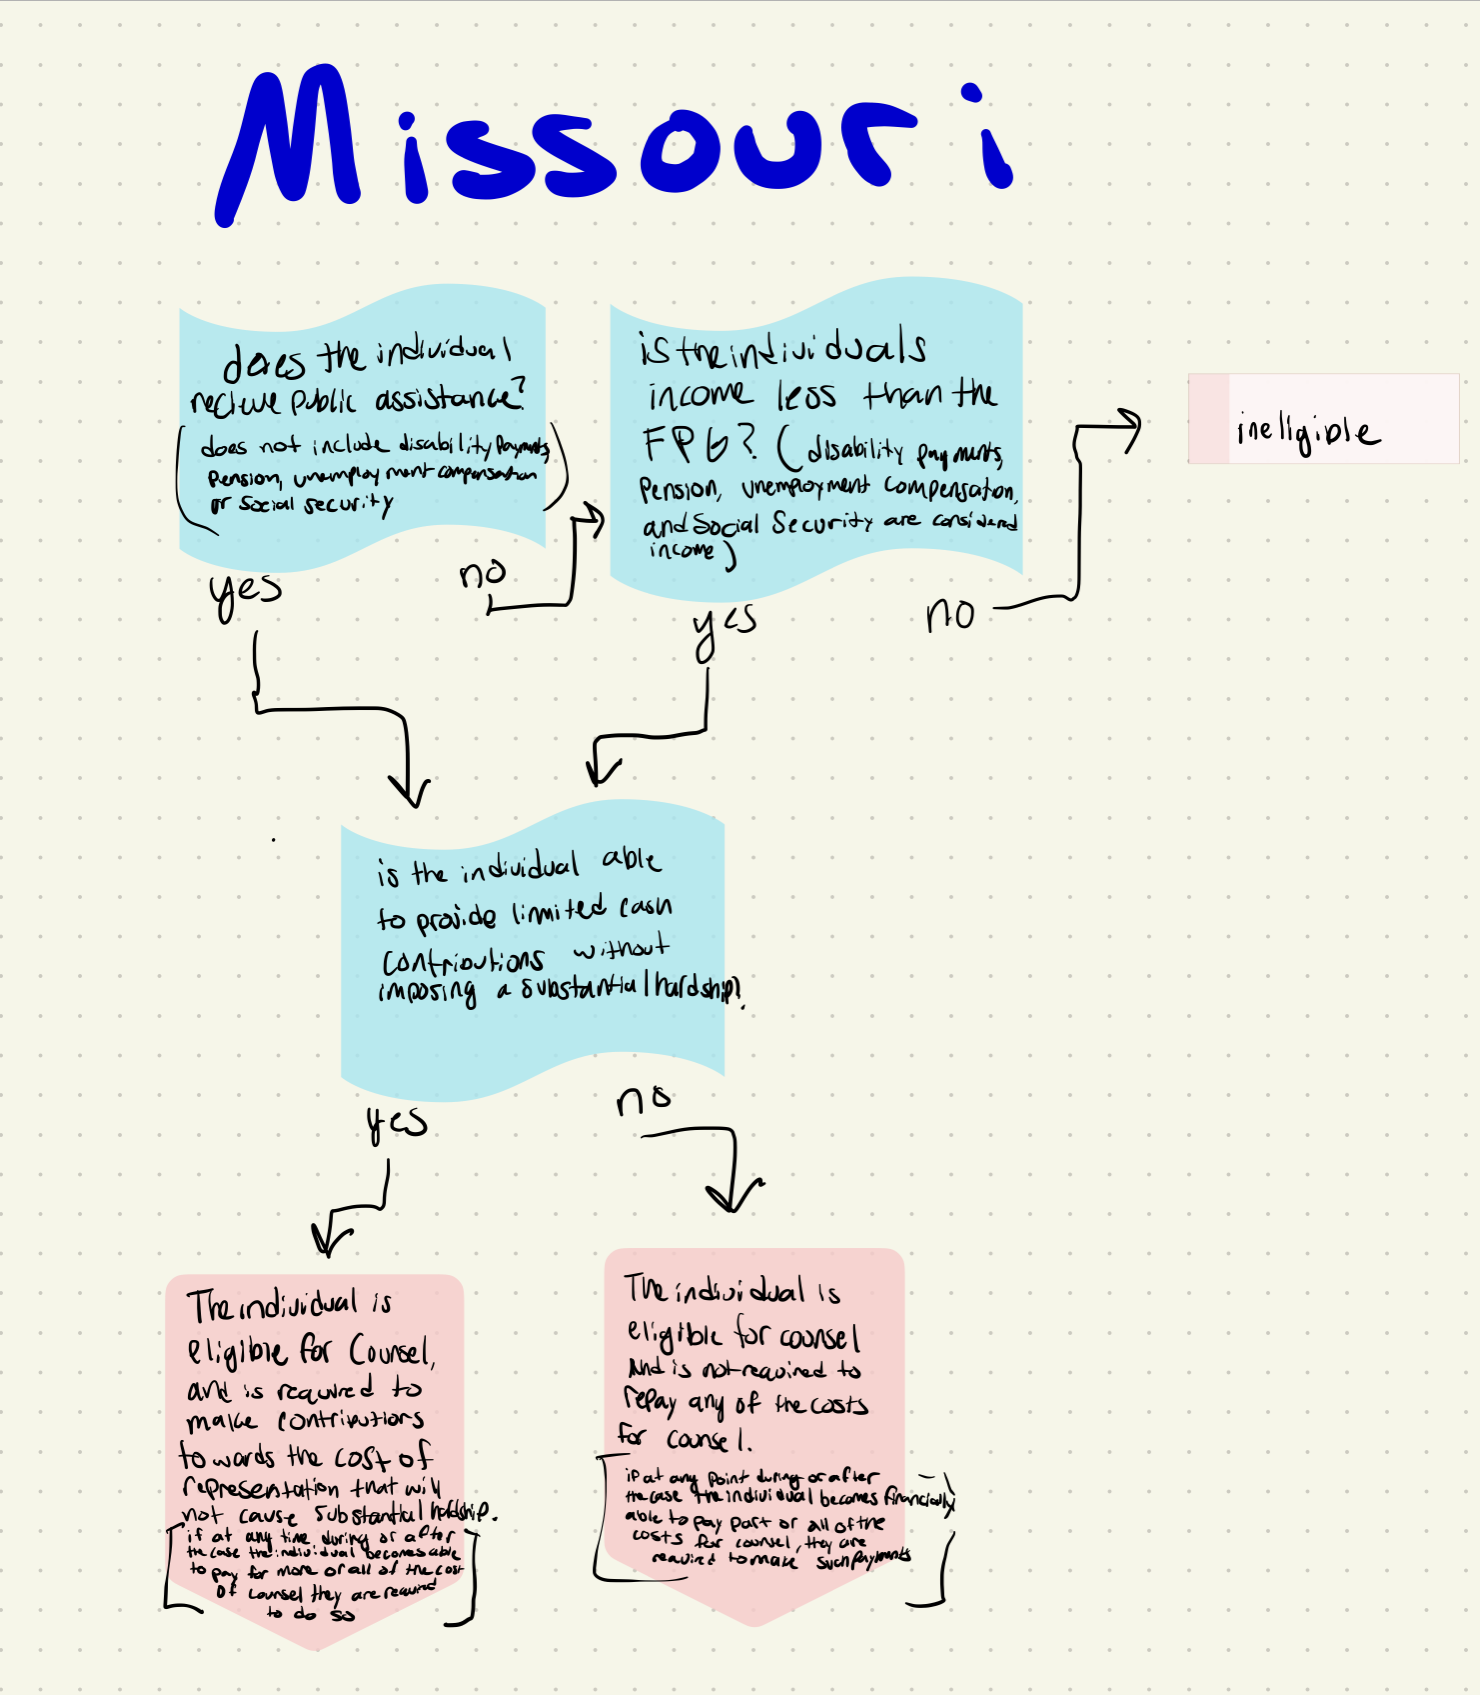 Missouri
does the individual
recieve public assistance?
(does not include disability payments,
pension, unemployment compensation
or social security)
yes
no
is the individuals
income less than the
FPG? (disability payments,
pension, unemployment compensation,
and Social Security are considered
income)
yes
no
ineligible
is the individual able
to provide limited cash
contributions without
imposing a substantial hardship?
yes
no
The individual is
eligible for Counsel,
and is required to
make contributions
towards the cost of
representation that will
not cause substantial hardship.
[if at any time during or after
the case the individual becomes able
to pay for more or all of the cost
of counsel they are required
to do so]
The individual is
eligible for counsel
And is not required to
repay any of the costs
for counsel.
[if at any point during or after
the case the individual becomes financially
able to pay part or all of the
costs for counsel, they are
required to make such payments]